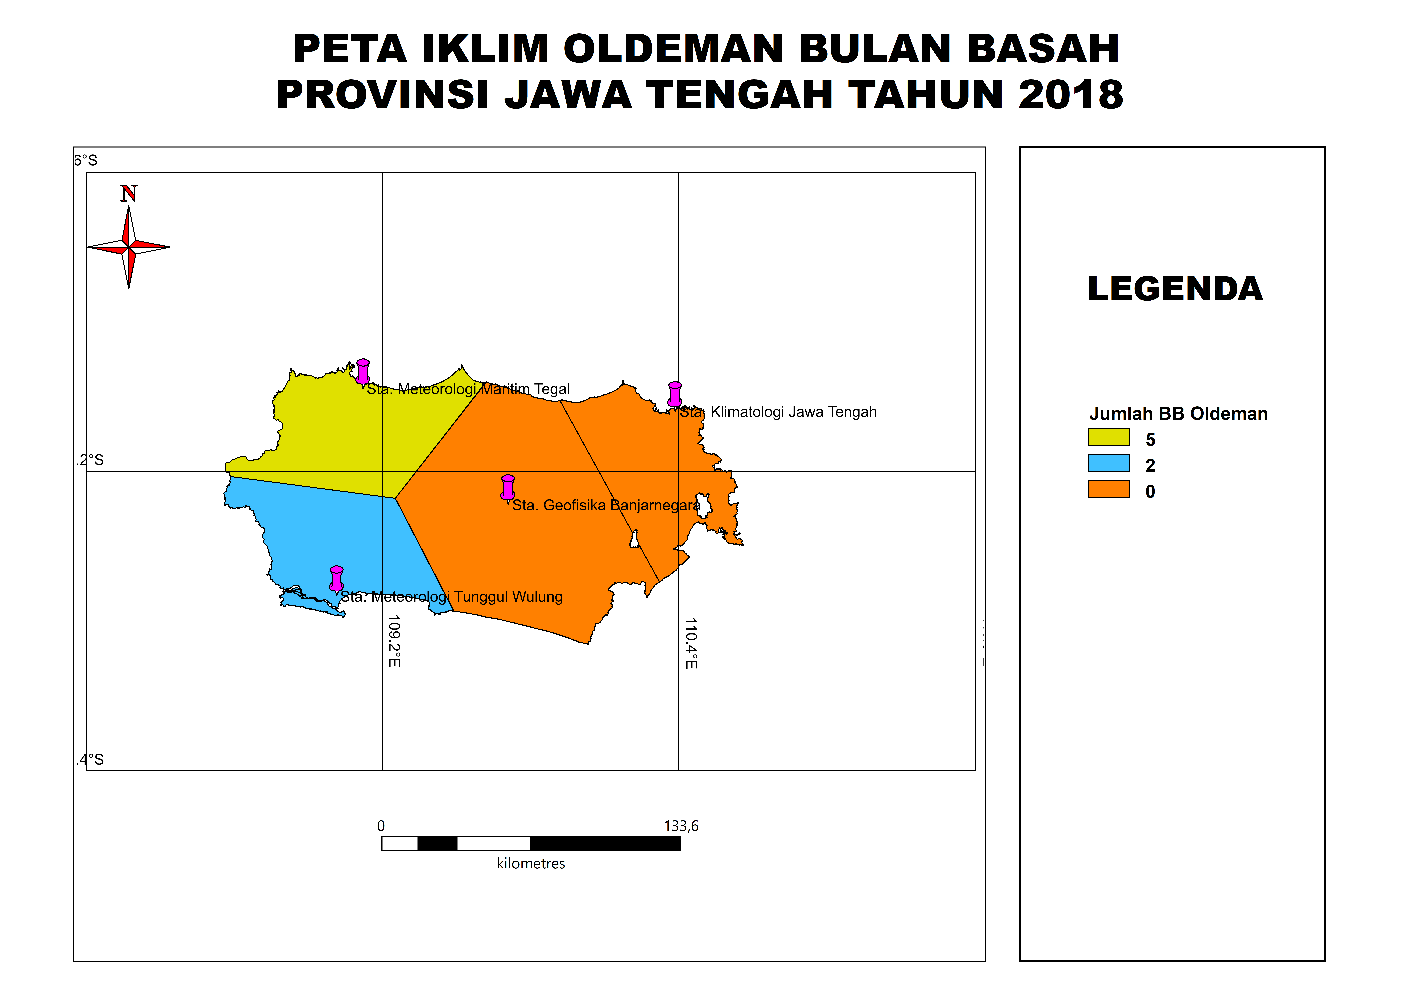 PETA IKLIM OLDEMAN BULAN BASAH
PROVINSI JAWA TENGAH TAHUN 2018
6°S
N
LEGENDA
Sta. Meteorologi Maritim Tegal
Sta. Klimatologi Jawa Tengah
Jumlah BB Oldeman
5
.2°S
2
0
Sta. Geofisika Banjarnegara
Sta. Meteorologi Tunggul Wulung
109.2°E
110.4°E
.4°S
0
133,6
kilometres